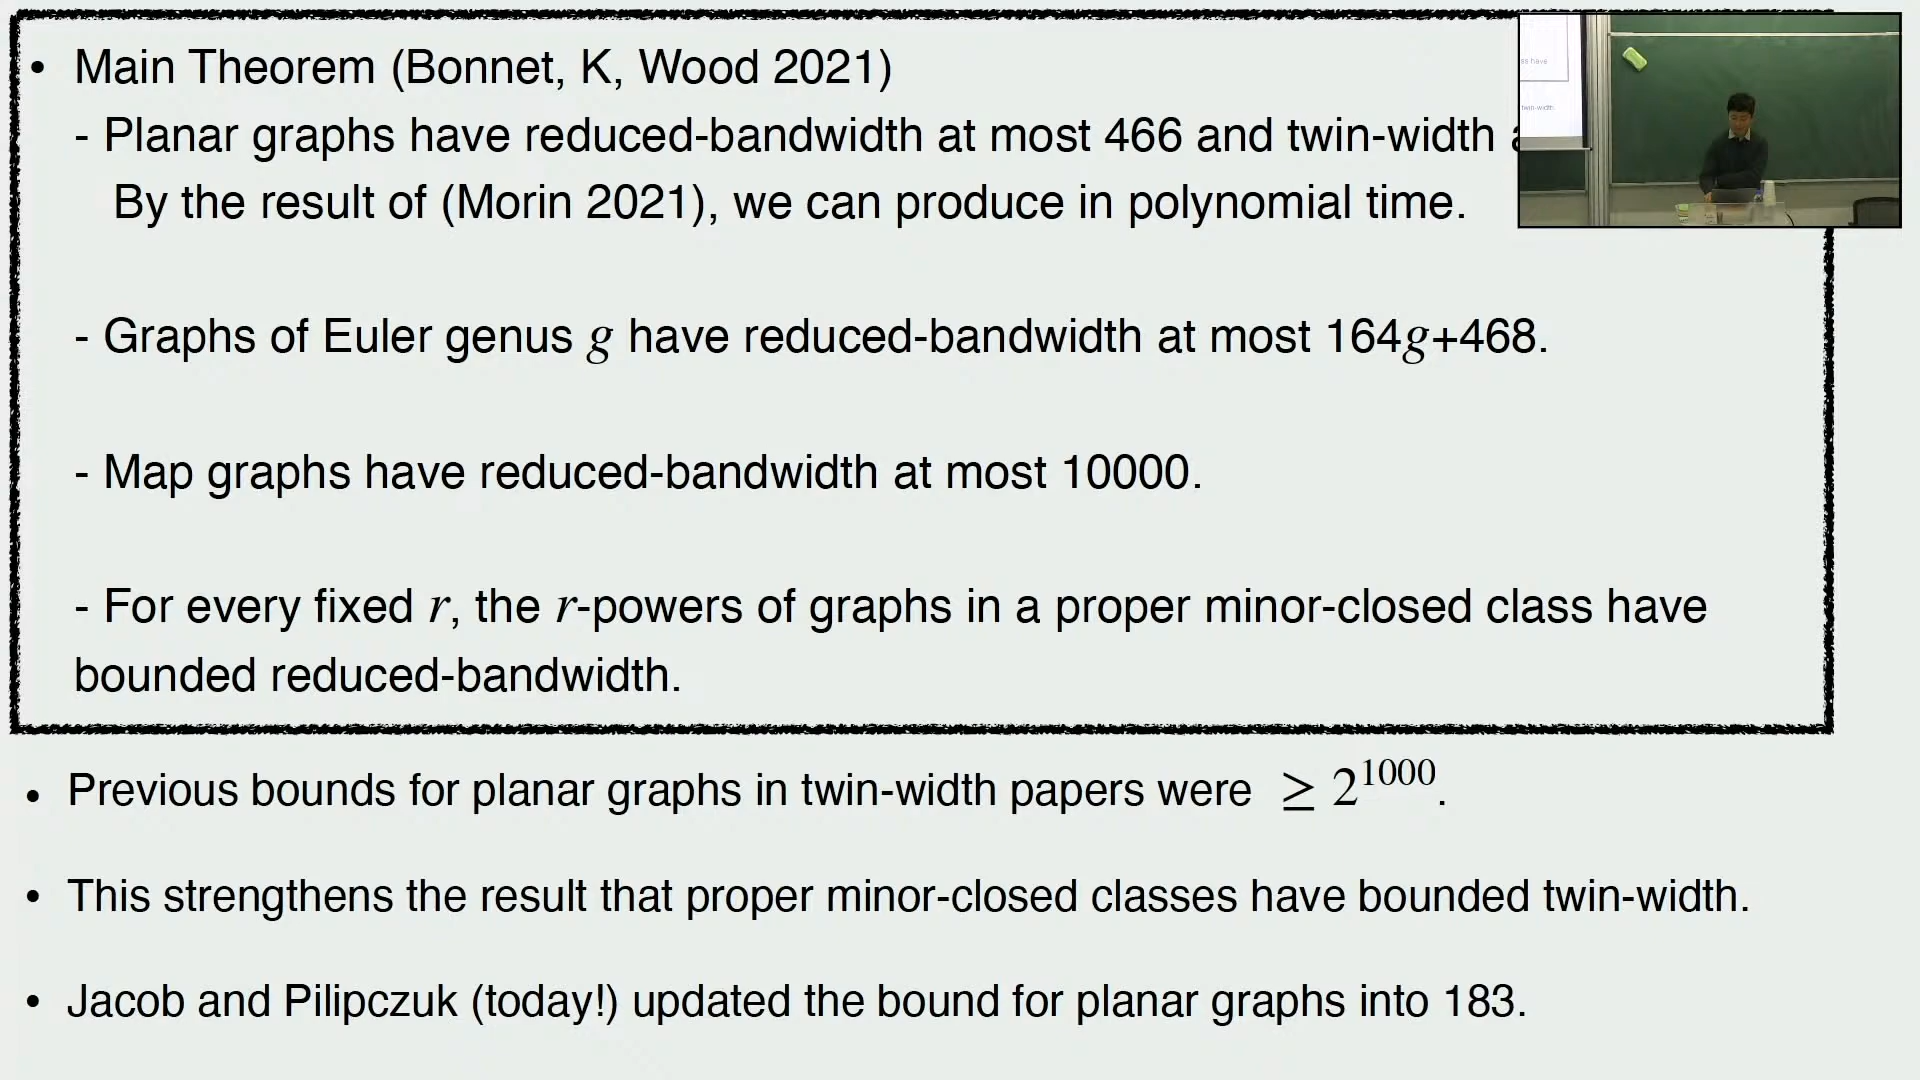 • Main Theorem (Bonnet, K, Wood 2021)
- Planar graphs have reduced-bandwidth at most 466 and twin-width
By the result of (Morin 2021), we can produce in polynomial time.
- Graphs of Euler genus g have reduced-bandwidth at most 164g+468.
- Map graphs have reduced-bandwidth at most 10000.
- For every fixed r, the r-powers of graphs in a proper minor-closed class have
bounded reduced-bandwidth.
• Previous bounds for planar graphs in twin-width papers were ≥ 2^1000.
• This strengthens the result that proper minor-closed classes have bounded twin-width.
• Jacob and Pilipczuk (today!) updated the bound for planar graphs into 183.
ss have
twin-width.